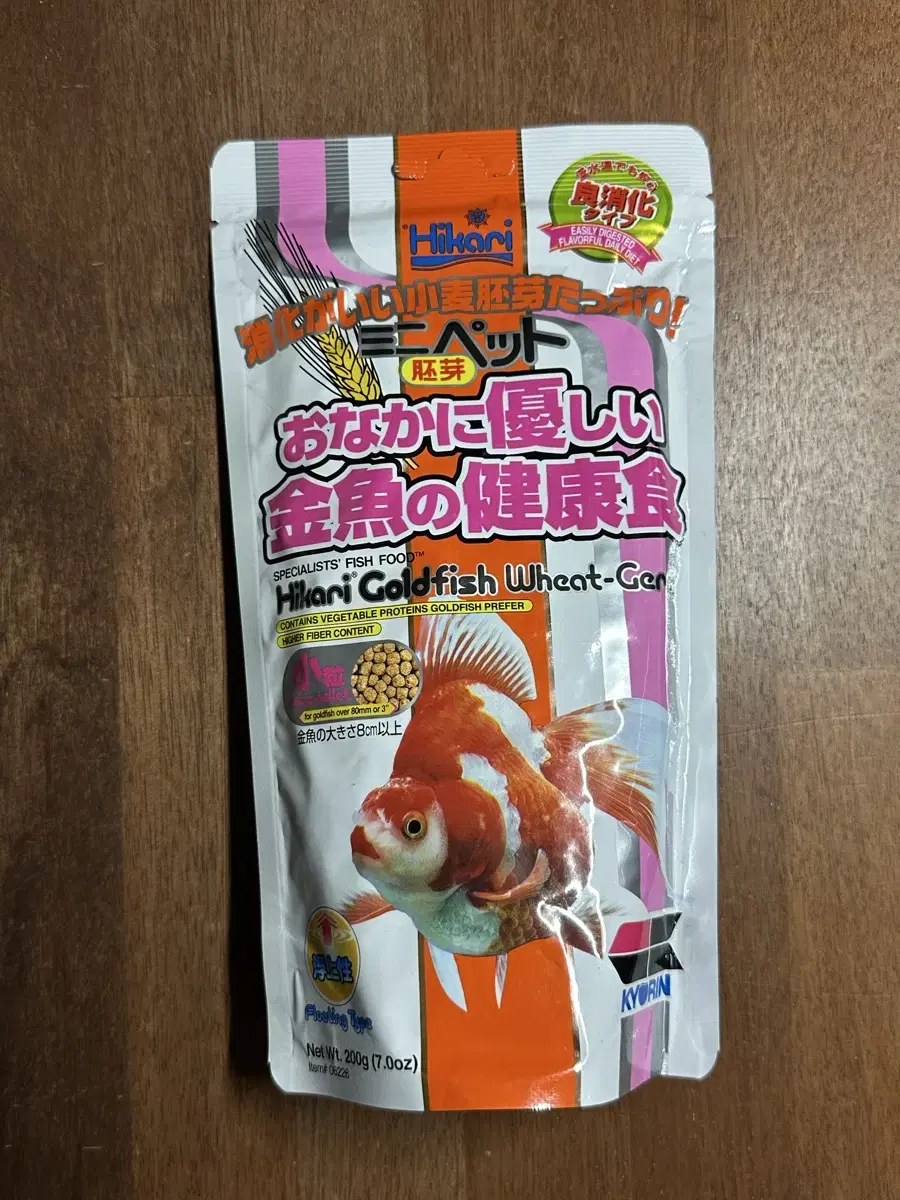 良消化
タイプ
EASILY DIGESTED
FLAVORFUL DAILY DIET
Hikari
消化がいい小麦胚芽たっぷり!
ミニペット
胚芽
おなかに優しい
金魚の健康食
SPECIALISTS' FISH FOOD™
Hikari® Goldfish Wheat-Ger
CONTAINS VEGETABLE PROTEINS GOLDFISH PREFER
HIGHER FIBER CONTENT
小粒
for goldfish over 80mm or 3"
金魚の大きさ8cm以上
浮上性
Floating Type
KYORIN
Net Wt. 200g (7.0oz)
Item# 06226